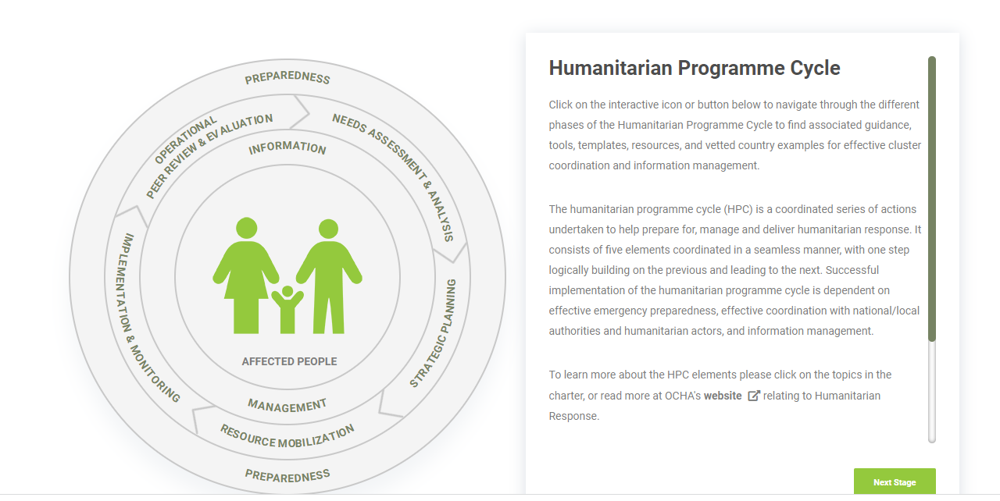 PREPAREDNESS
OPERATIONAL
PEER REVIEW & EVALUATION
NEEDS ASSESSMENT & ANALYSIS
INFORMATION
IMPLEMENTATION & MONITORING
STRATEGIC PLANNING
AFFECTED PEOPLE
MANAGEMENT
RESOURCE MOBILIZATION
PREPAREDNESS
Humanitarian Programme Cycle
Click on the interactive icon or button below to navigate through the different
phases of the Humanitarian Programme Cycle to find associated guidance,
tools, templates, resources, and vetted country examples for effective cluster
coordination and information management.
The humanitarian programme cycle (HPC) is a coordinated series of actions
undertaken to help prepare for, manage and deliver humanitarian response. It
consists of five elements coordinated in a seamless manner, with one step
logically building on the previous and leading to the next. Successful
implementation of the humanitarian programme cycle is dependent on
effective emergency preparedness, effective coordination with national/local
authorities and humanitarian actors, and information management.
To learn more about the HPC elements please click on the topics in the
charter, or read more at OCHA's website relating to Humanitarian
Response.
Next Stage